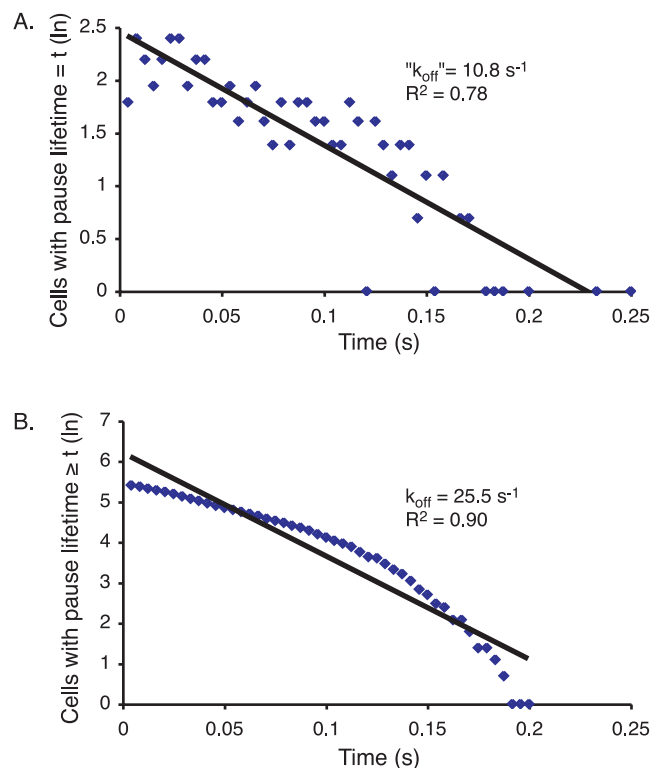 A.
Cells with pause lifetime = t (ln)
2.5
2
1.5
1
0.5
0
"k_off" = 10.8 s⁻¹
R² = 0.78
0 0.05 0.1 0.15 0.2 0.25
Time (s)
B.
Cells with pause lifetime ≥ t (ln)
7
6
5
4
3
2
1
0
k_off = 25.5 s⁻¹
R² = 0.90
0 0.05 0.1 0.15 0.2 0.25
Time (s)